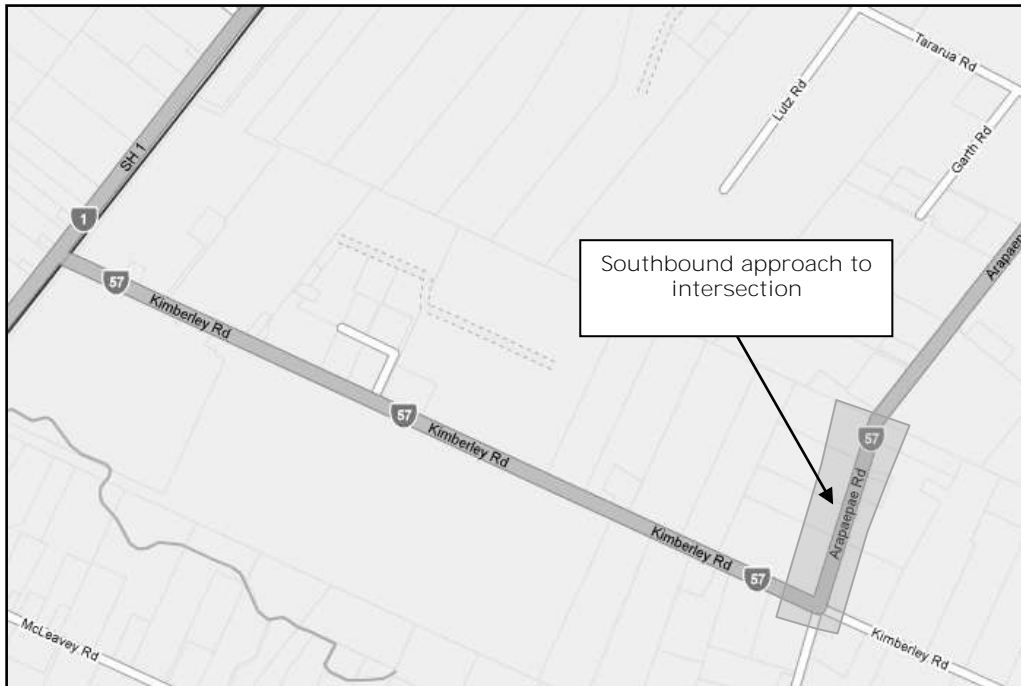 Tararua Rd
Lutz Rd
Garth Rd
SH 1
1
Southbound approach to
intersection
Arapaep
57
Kimberley Rd
57
Kimberley Rd
57
Arapaepae Rd
Kimberley Rd
57
Kimberley Rd
McLeavey Rd